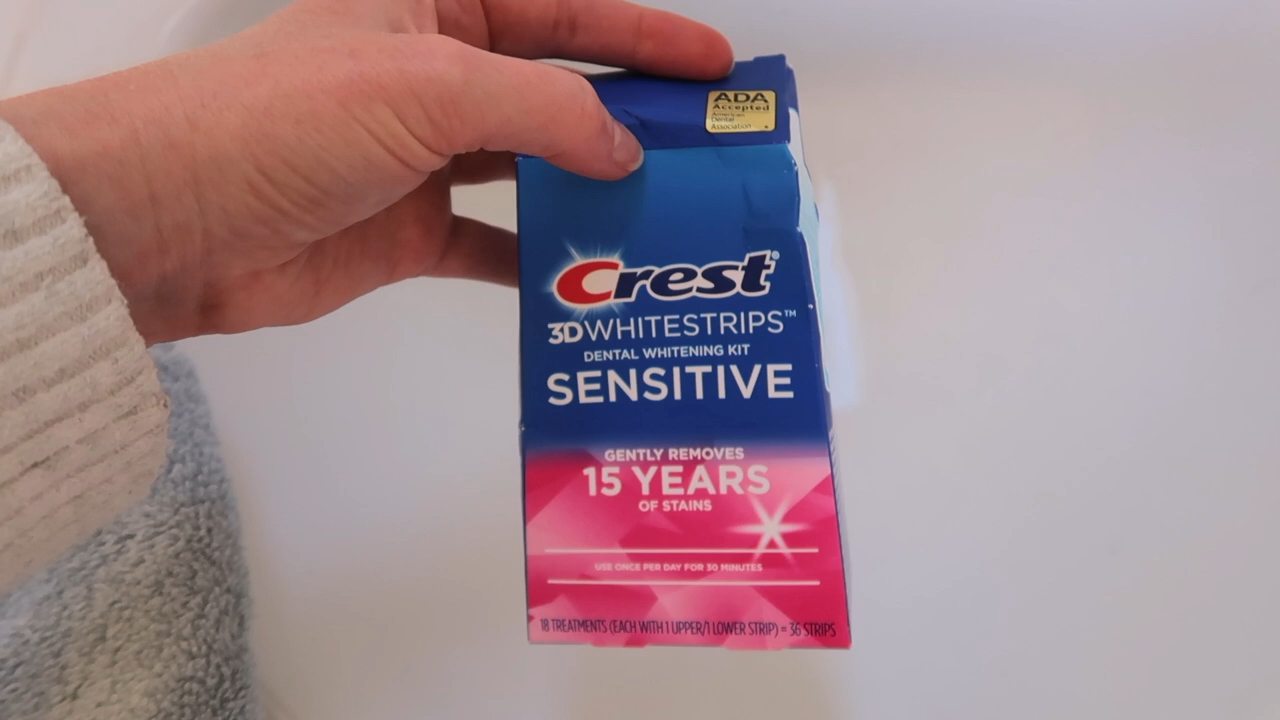 ADA
Accepted
American
Dental
Association
Crest®
3DWHITESTRIPS™
DENTAL WHITENING KIT
SENSITIVE
GENTLY REMOVES
15 YEARS
OF STAINS
USE ONCE PER DAY FOR 30 MINUTES
18 TREATMENTS (EACH WITH 1 UPPER/1 LOWER STRIP) = 36 STRIPS